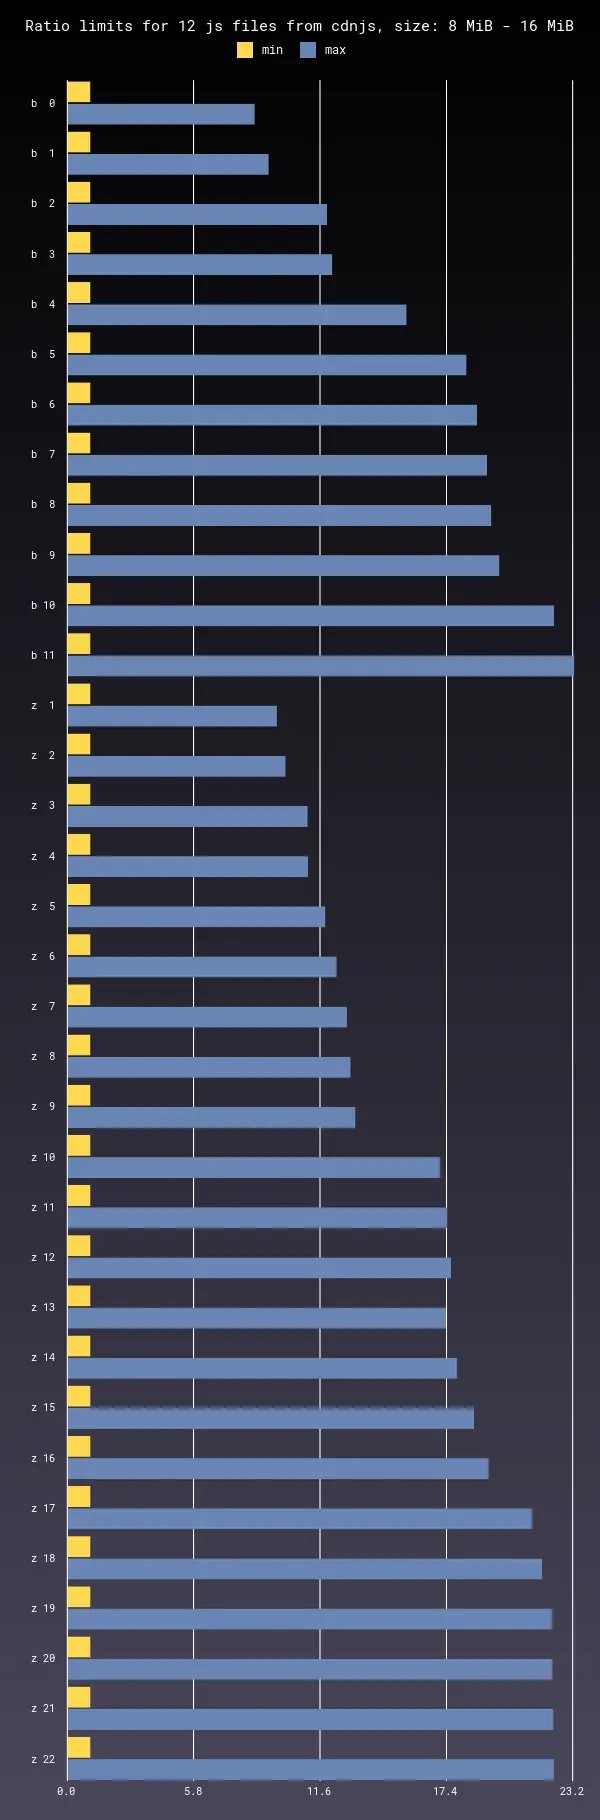 Ratio limits for 12 js files from cdnjs, size: 8 MiB - 16 MiB
min max
b 0
b 1
b 2
b 3
b 4
b 5
b 6
b 7
b 8
b 9
b 10
b 11
z 1
z 2
z 3
z 4
z 5
z 6
z 7
z 8
z 9
z 10
z 11
z 12
z 13
z 14
z 15
z 16
z 17
z 18
z 19
z 20
z 21
z 22
0.0 5.8 11.6 17.4 23.2